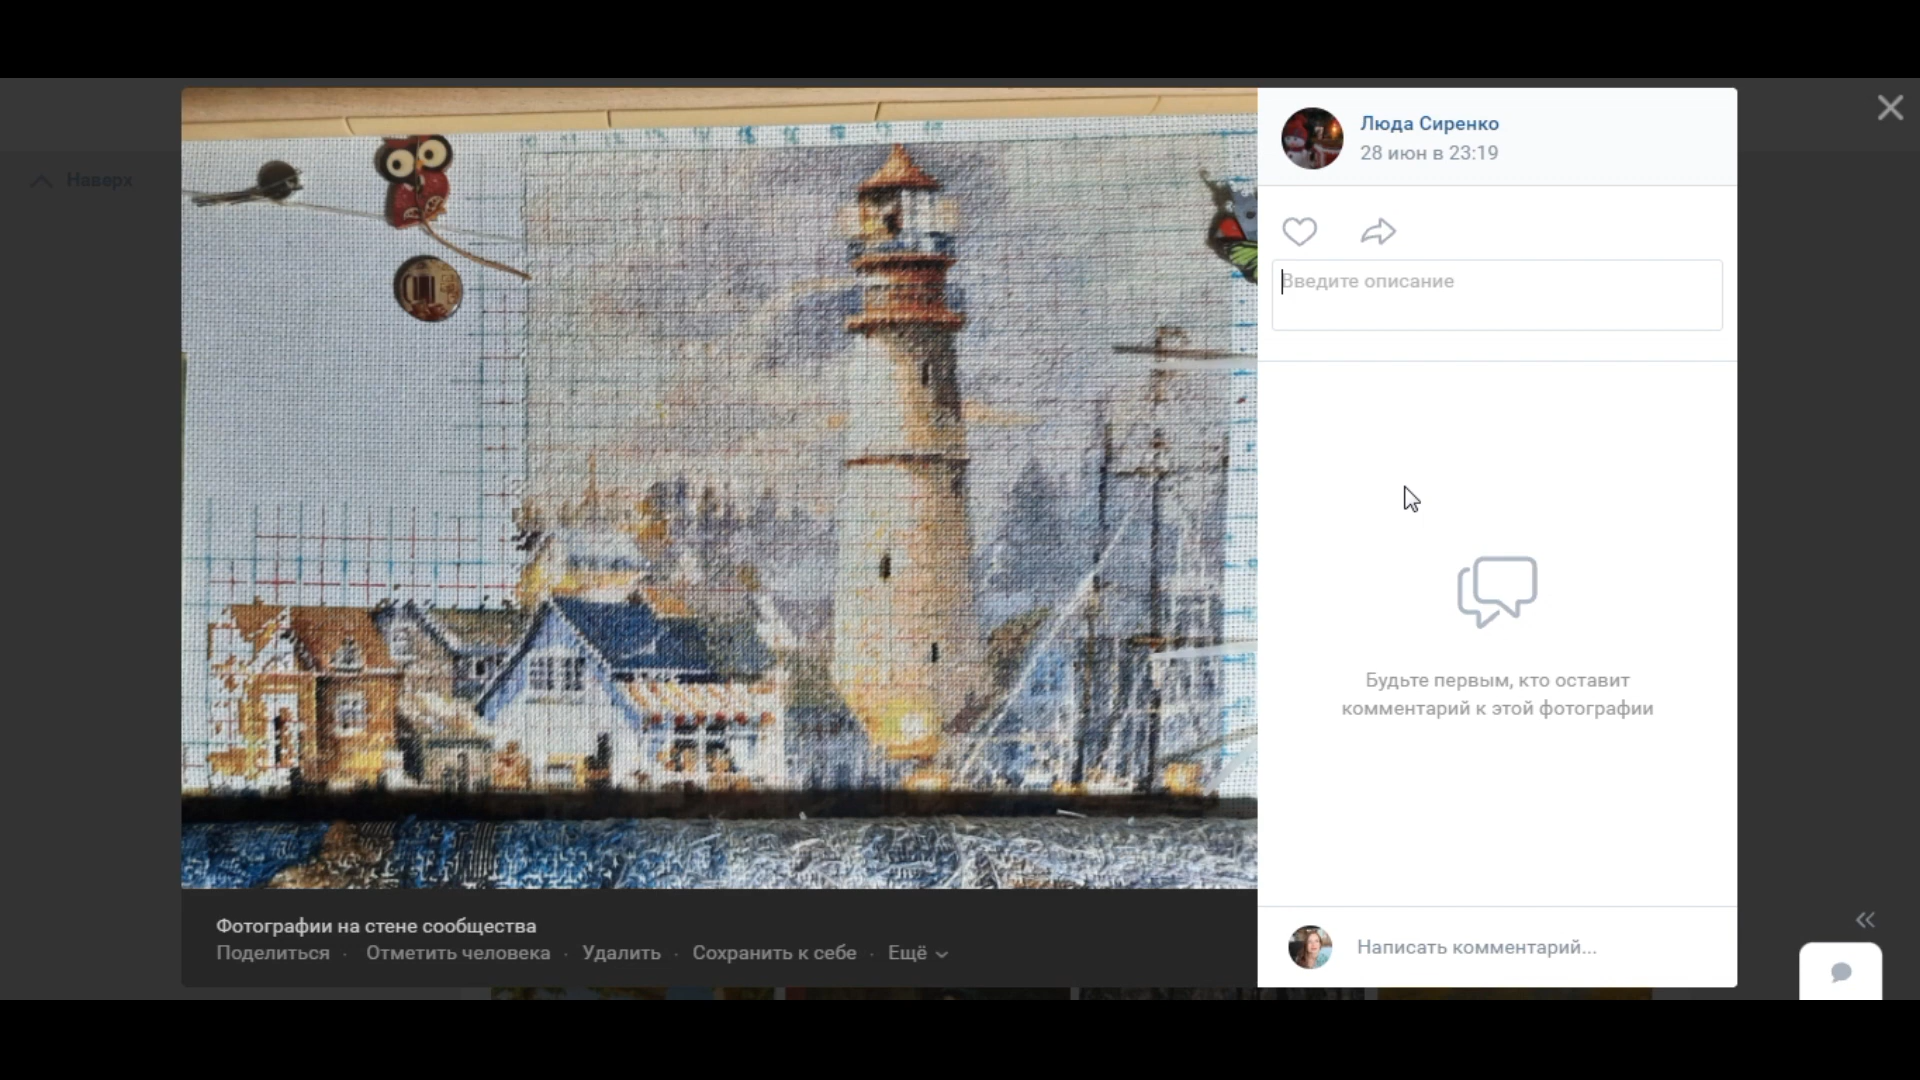 Наверх
Люда Сиренко
28 июн в 23:19
Введите описание
Будьте первым, кто оставит
комментарий к этой фотографии
Фотографии на стене сообщества
Поделиться · Отметить человека · Удалить · Сохранить к себе · Ещё
Написать комментарий...